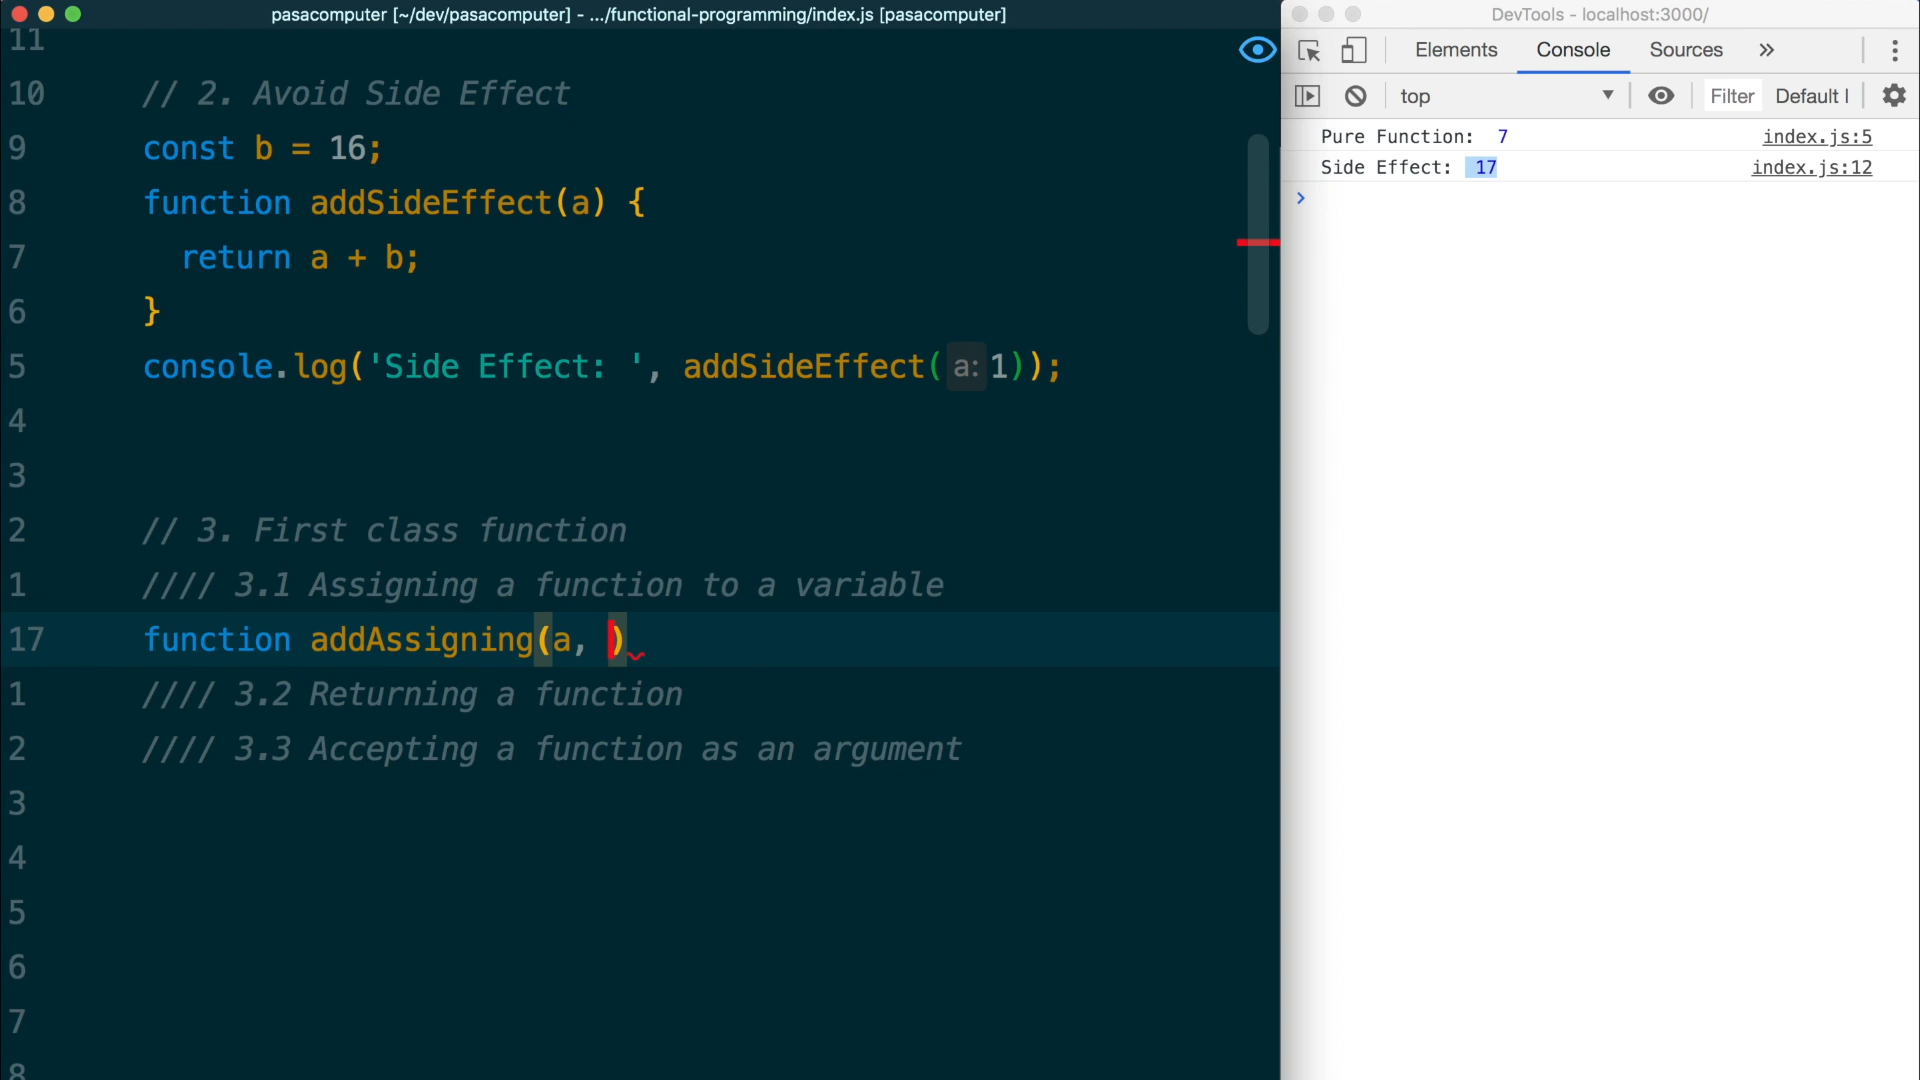 pasacomputer [~/dev/pasacomputer] - .../functional-programming/index.js [pasacomputer]
11
10 // 2. Avoid Side Effect
9 const b = 16;
8 function addSideEffect(a) {
7 return a + b;
6 }
5 console.log('Side Effect: ', addSideEffect( a: 1));
4
3
2 // 3. First class function
1 //// 3.1 Assigning a function to a variable
17 function addAssigning(a, )
1 //// 3.2 Returning a function
2 //// 3.3 Accepting a function as an argument
3
4
5
6
7
8
DevTools - localhost:3000/
Elements Console Sources »
top Filter Default l
Pure Function: 7 index.js:5
Side Effect: 17 index.js:12